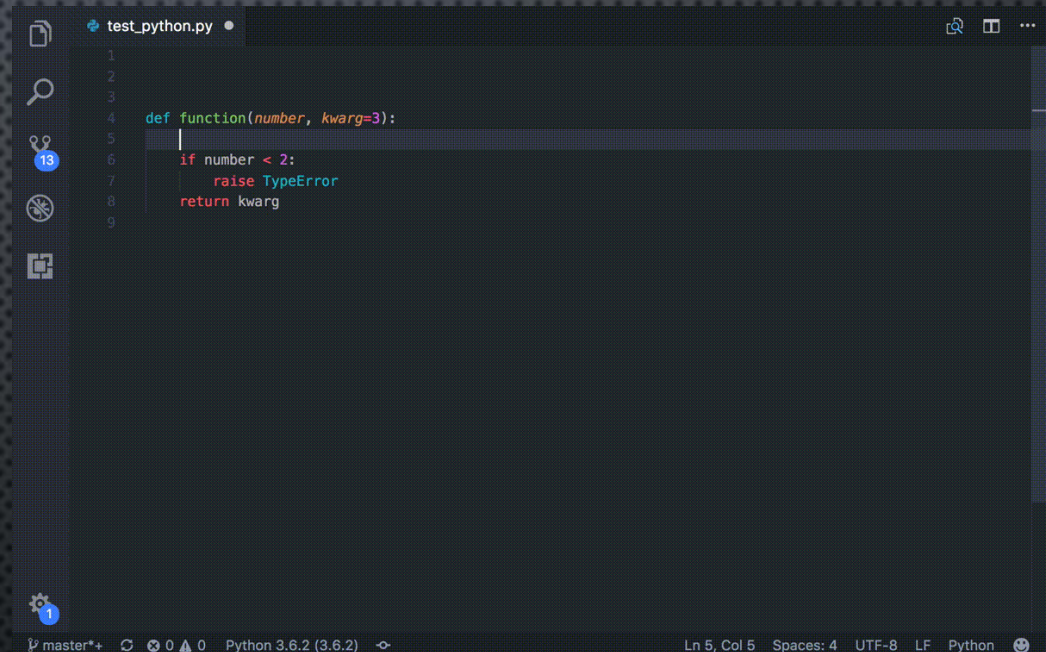 test_python.py
1
2
3
4 def function(number, kwarg=3):
5
6 if number < 2:
7 raise TypeError
8 return kwarg
9
13
1
master*+ 0 0 Python 3.6.2 (3.6.2) Ln 5, Col 5 Spaces: 4 UTF-8 LF Python